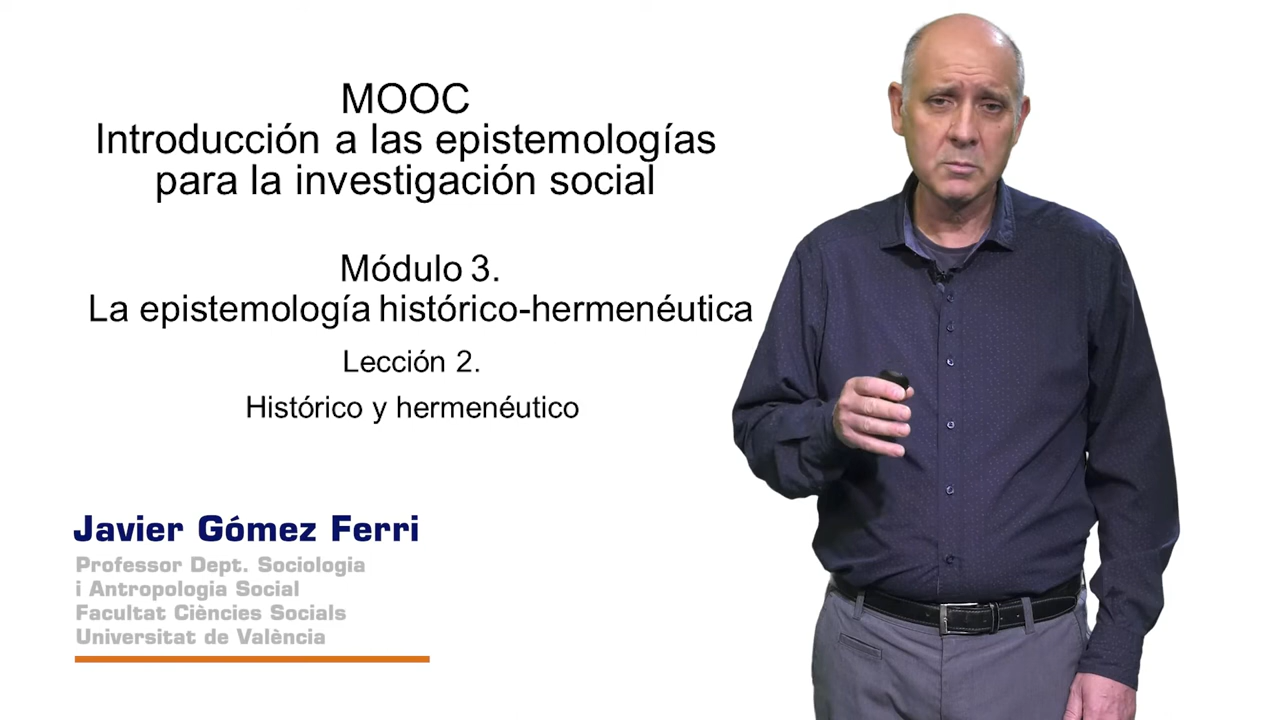 MOOC
Introducción a las epistemologías
para la investigación social
Módulo 3.
La epistemología histórico-hermenéutica
Lección 2.
Histórico y hermenéutico
Javier Gómez Ferri
Professor Dept. Sociologia
i Antropologia Social
Facultat Ciències Socials
Universitat de València